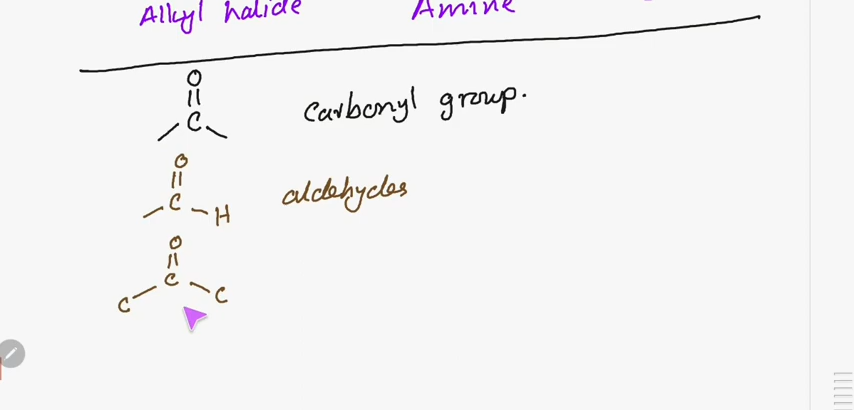 Alkyl halide Amine
O
||
C
Carbonyl group.
O
||
C H
aldehydes
O
||
C
C C